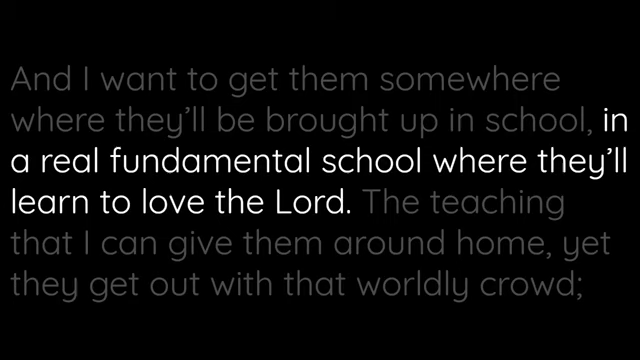 And I want to get them somewhere
where they’ll be brought up in school, in
a real fundamental school where they’ll
learn to love the Lord. The teaching
that I can give them around home, yet
they get out with that worldly crowd;